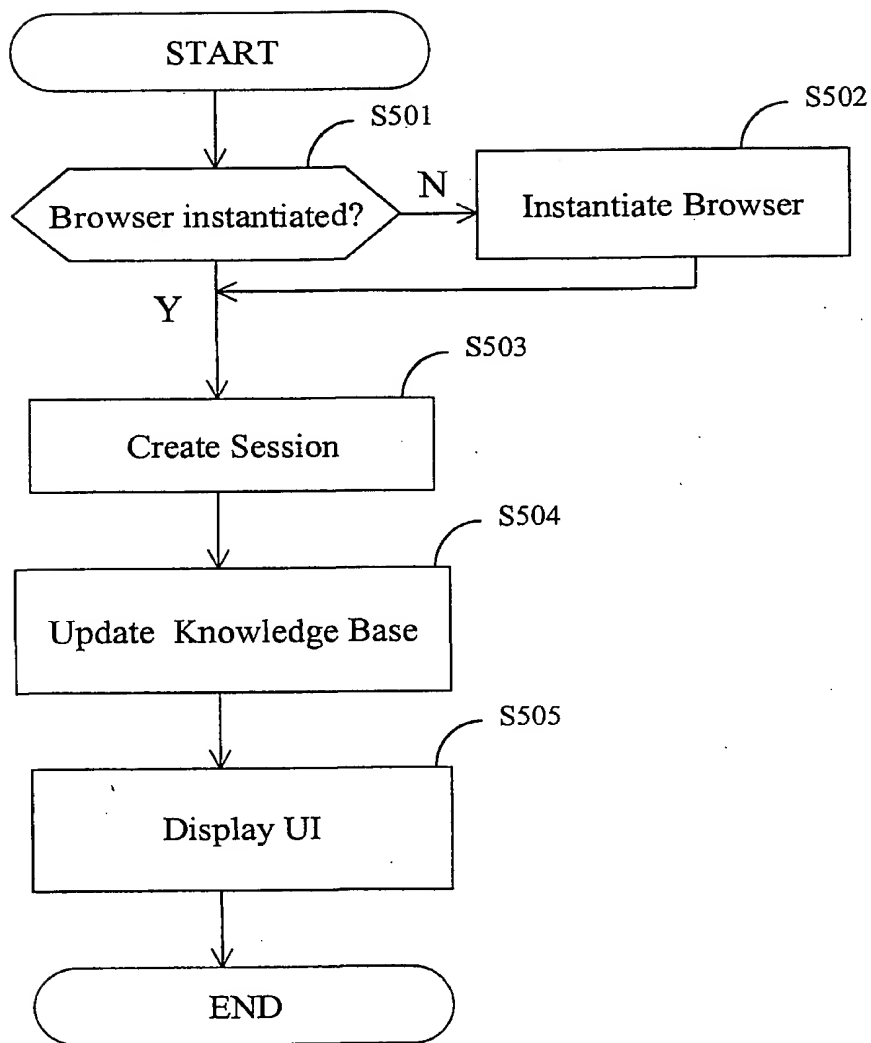 START
S501
S502
Browser instantiated?
N
Instantiate Browser
Y
S503
Create Session
S504
Update Knowledge Base
S505
Display UI
END